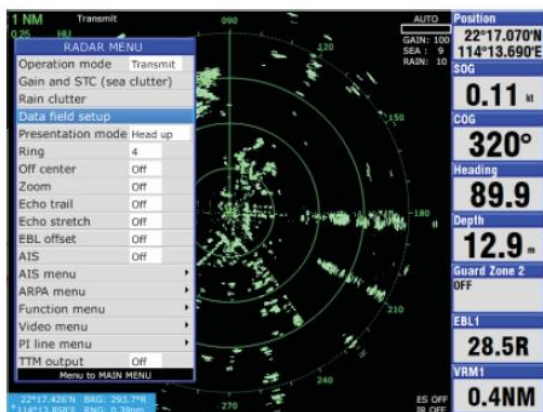 1 NM Transmit
0.25 HU
RADAR MENU
Operation mode Transmit
Gain and STC (sea clutter)
Rain clutter
Data field setup
Presentation mode Head up
Ring 4
Off center Off
Zoom Off
Echo trail Off
Echo stretch Off
EBL offset Off
AIS Off
AIS menu
ARPA menu
Function menu
Video menu
PI line menu
TTM output Off
Menu to MAIN MENU
22°17.426'N BRG: 293.7°R
090
120
150
180
210
240
270
AUTO
GAIN: 100
SEA : 9
RAIN: 10
ES OFF
IR OFF
Position
22°17.070'N
114°13.690'E
SOG
0.11 kt
COG
320°
Heading
89.9
Depth
12.9
Guard Zone 2
OFF
EBL1
28.5R
VRM1
0.4NM